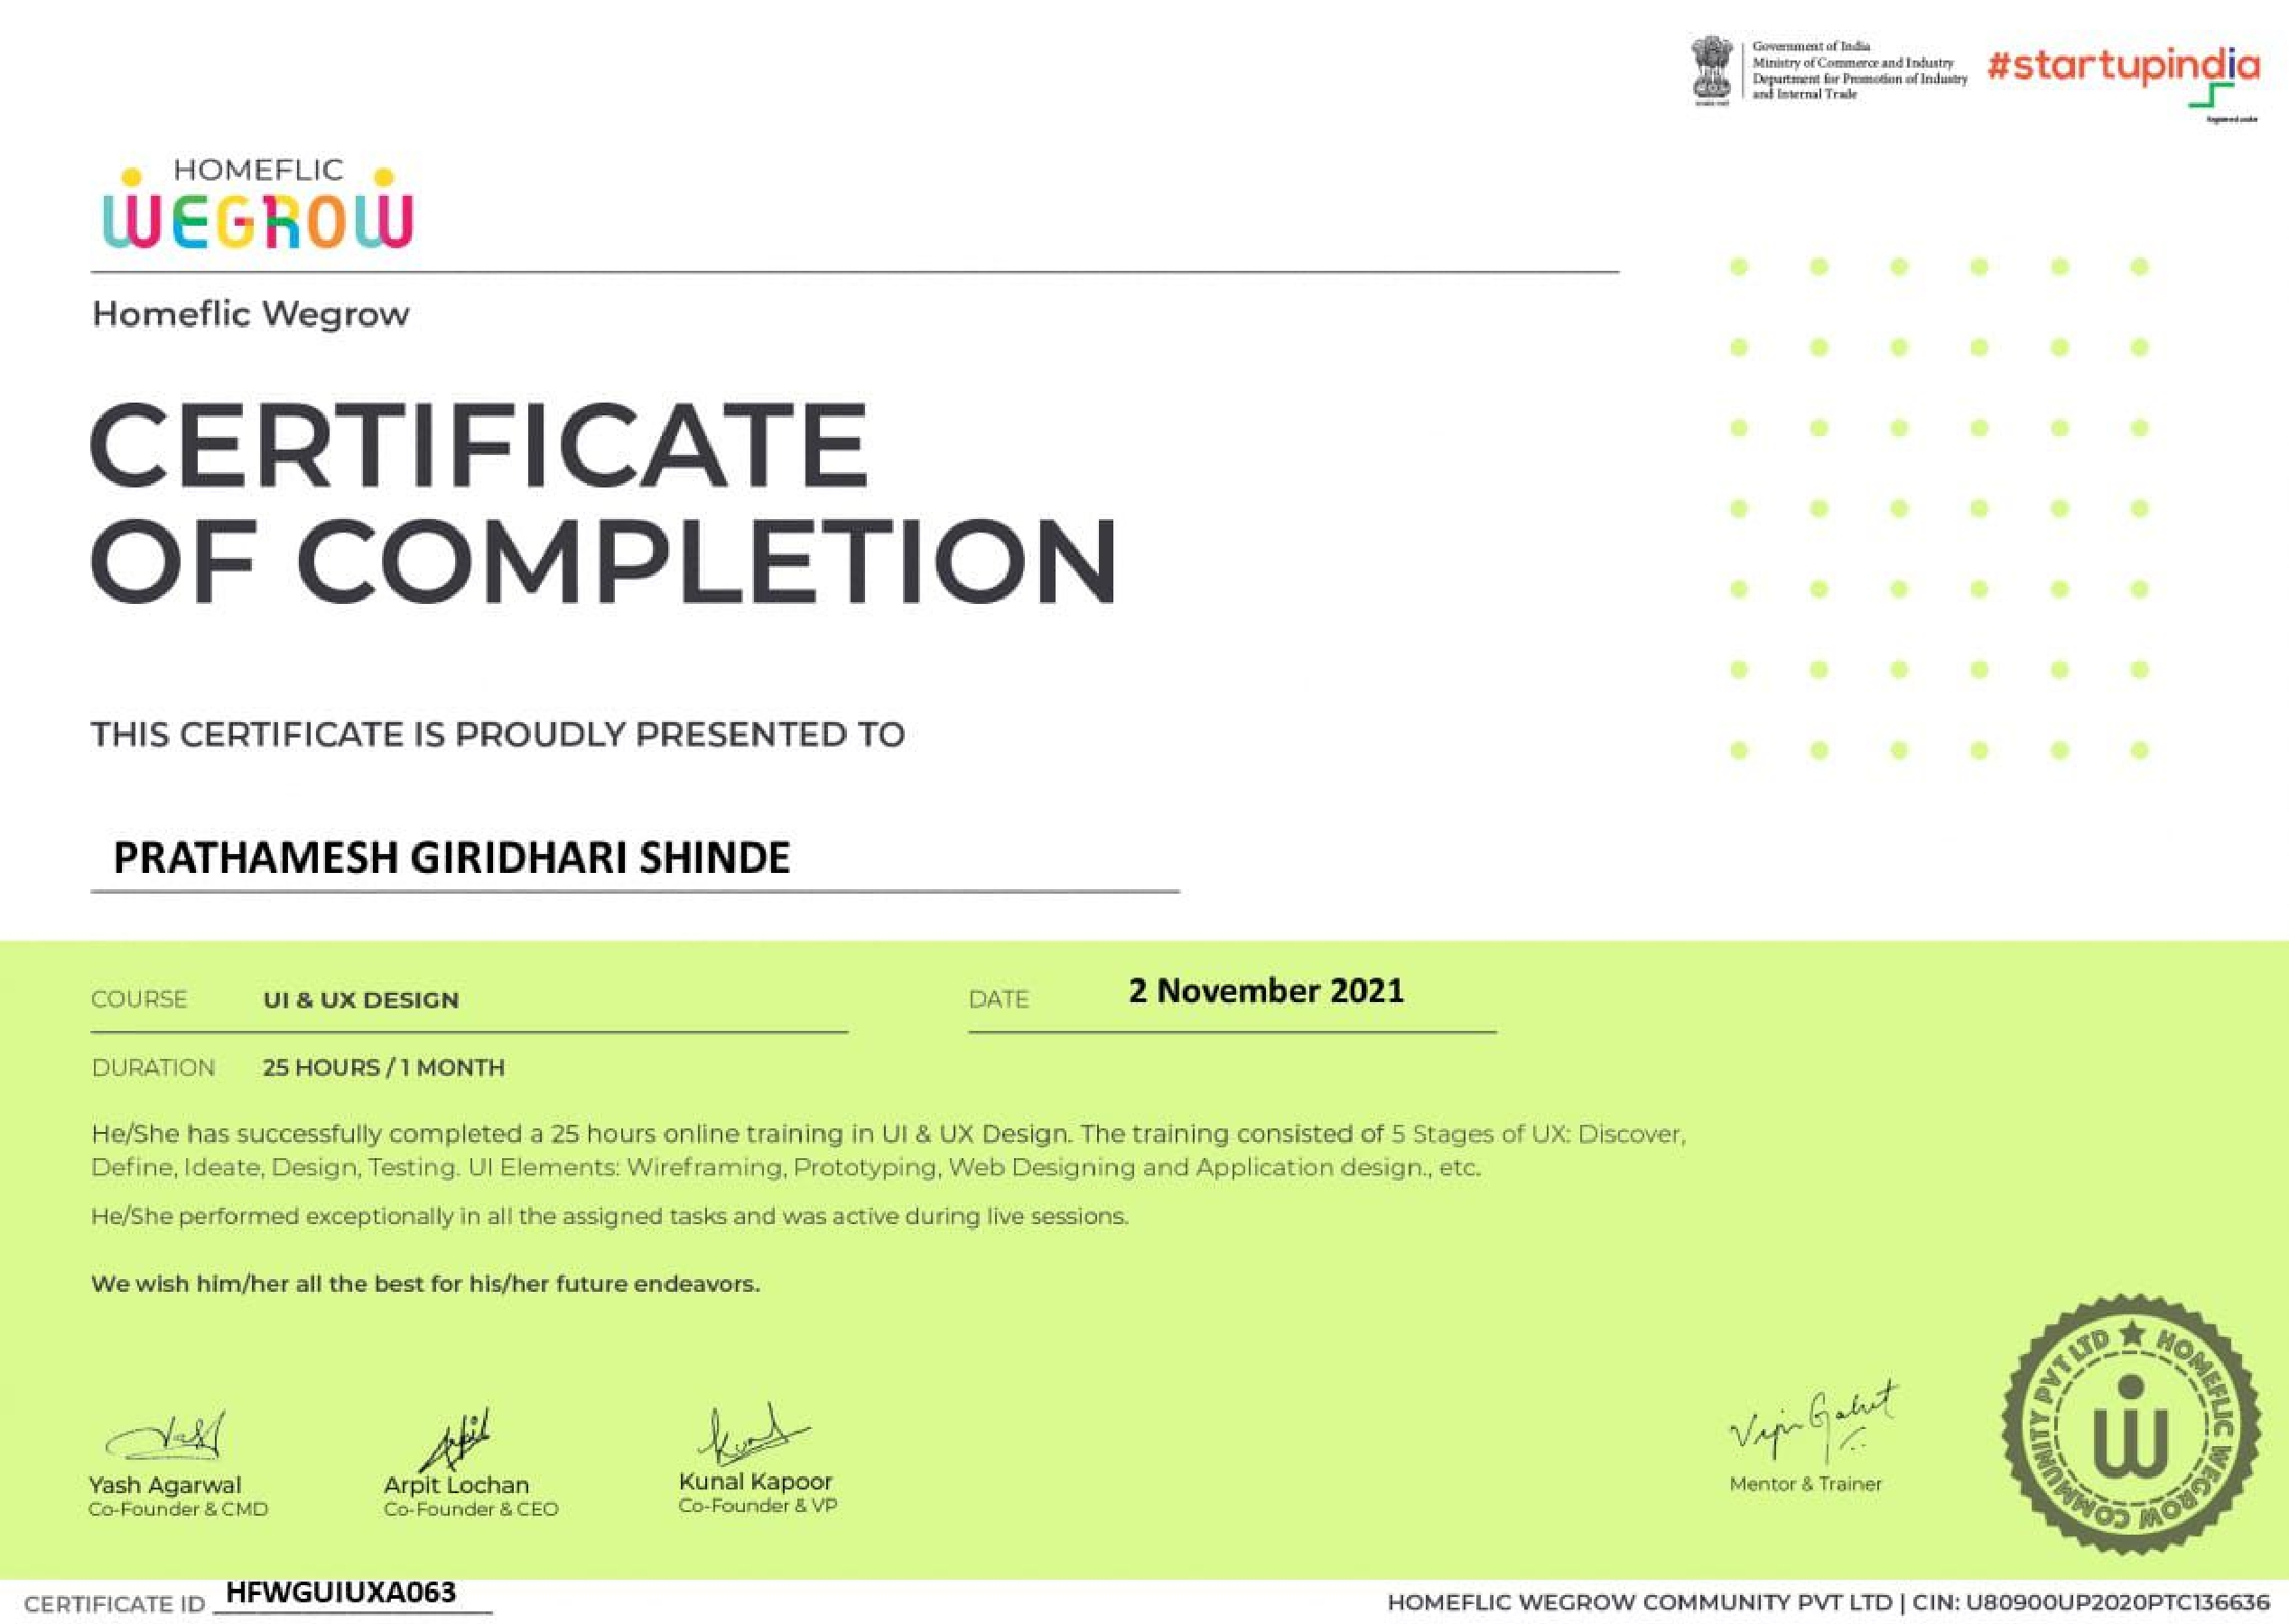 Government of India
Ministry of Commerce and Industry
Department for Promotion of Industry
and Internal Trade
#startupindia
HOMEFLIC
WEGROW
Homeflic Wegrow
CERTIFICATE
OF COMPLETION
THIS CERTIFICATE IS PROUDLY PRESENTED TO
PRATHAMESH GIRIDHARI SHINDE
COURSE UI & UX DESIGN
DATE 2 November 2021
DURATION 25 HOURS / 1 MONTH
He/She has successfully completed a 25 hours online training in UI & UX Design. The training consisted of 5 Stages of UX: Discover,
Define, Ideate, Design, Testing. UI Elements: Wireframing, Prototyping, Web Designing and Application design., etc.
He/She performed exceptionally in all the assigned tasks and was active during live sessions.
We wish him/her all the best for his/her future endeavors.
Yash
Yash Agarwal
Co-Founder & CMD
Arpit
Arpit Lochan
Co-Founder & CEO
Kunal Kapoor
Co-Founder & VP
Vipin
Mentor & Trainer
HOMEFLIC WEGROW COMMUNITY PVT LTD
CERTIFICATE ID HFWGUIUXA063
HOMEFLIC WEGROW COMMUNITY PVT LTD | CIN: U80900UP2020PTC136636